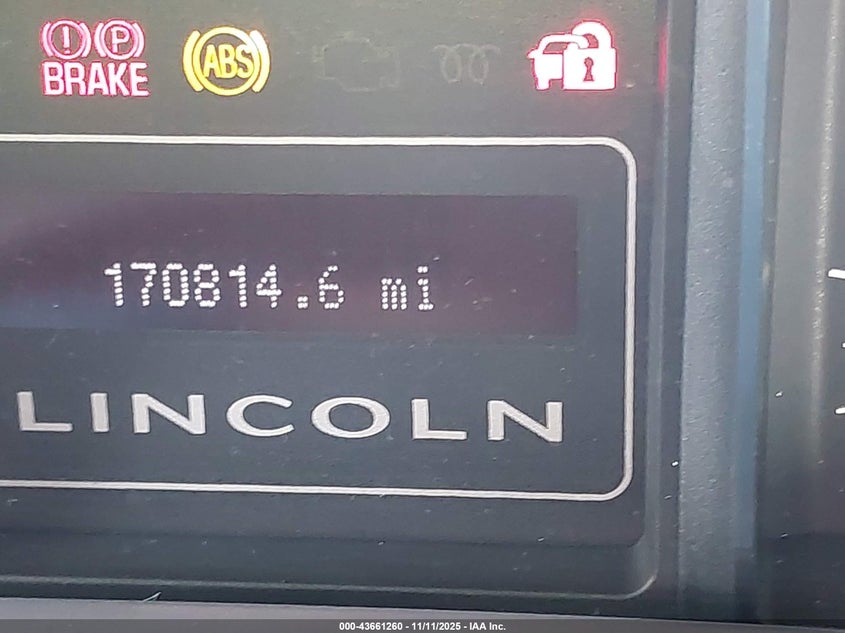 (!) (P) ABS
BRAKE
170814.6 mi
LINCOLN
000-43661260 - 11/11/2025 - IAA Inc.